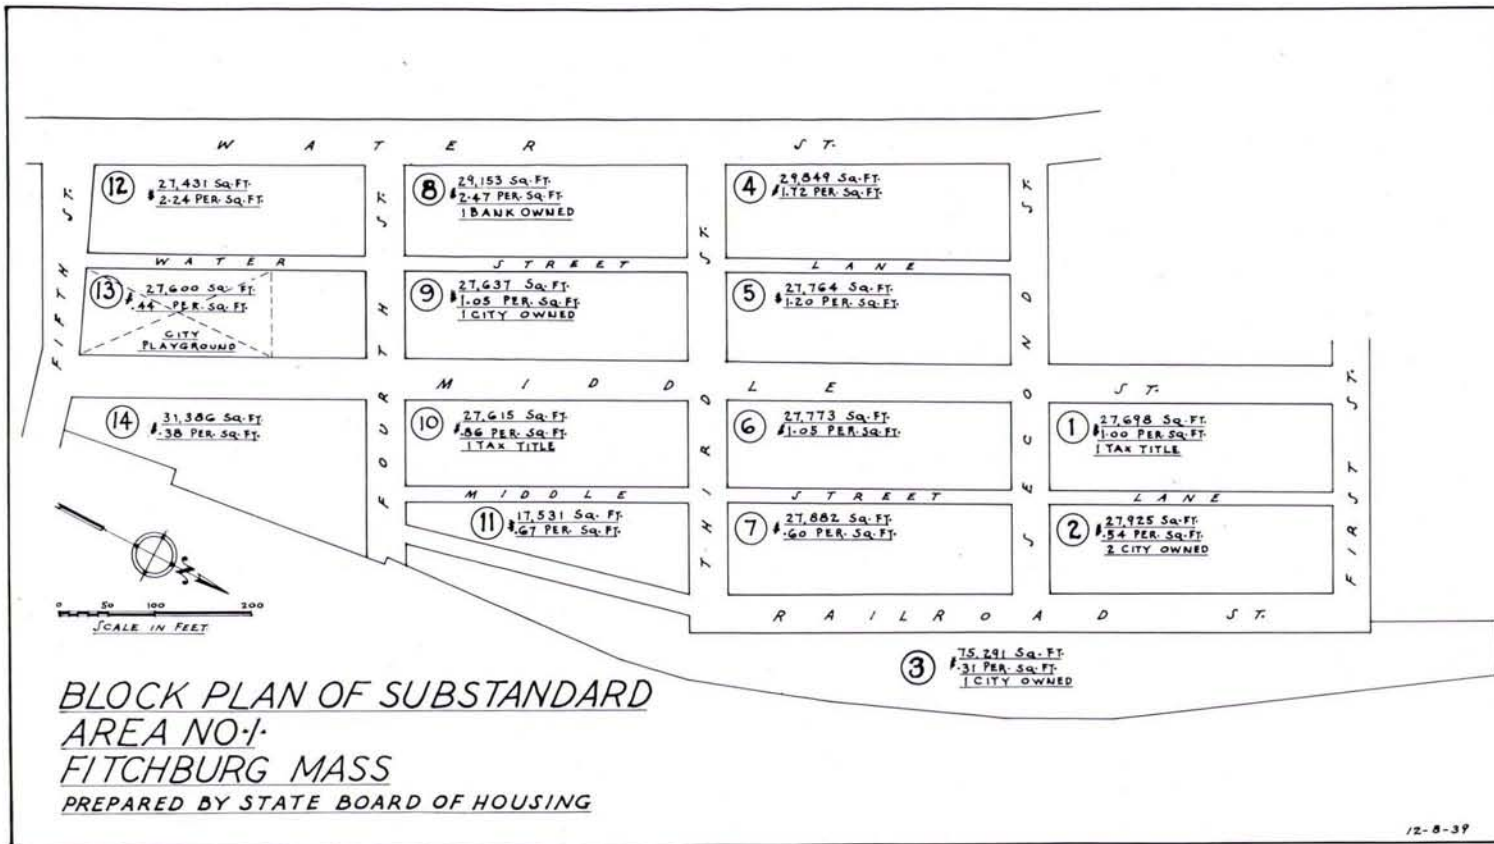 WATER ST.
FIFTH ST.
FOURTH ST.
THIRD ST.
SECOND ST.
FIRST ST.
12
27,431 Sq. FT.
$2.24 PER. Sq. FT.
8
29,153 Sq. FT.
$2.47 PER. Sq. FT.
1 BANK OWNED
4
29,849 Sq. FT.
$1.72 PER. Sq. FT.
WATER STREET LANE
13
27,600 Sq. FT.
$.44 PER. Sq. FT.
CITY
PLAYGROUND
9
27,637 Sq. FT.
$1.05 PER. Sq. FT.
1 CITY OWNED
5
27,764 Sq. FT.
$1.20 PER. Sq. FT.
MIDDLE ST.
14
31,386 Sq. FT.
$.38 PER. Sq. FT.
10
27,615 Sq. FT.
$.86 PER. Sq. FT.
1 TAX TITLE
6
27,773 Sq. FT.
$1.05 PER. Sq. FT.
1
27,698 Sq. FT.
$1.00 PER. Sq. FT.
1 TAX TITLE
MIDDLE STREET LANE
11
17,531 Sq. FT.
$.67 PER. Sq. FT.
7
27,882 Sq. FT.
$.60 PER. Sq. FT.
2
27,925 Sq. FT.
$.54 PER. Sq. FT.
2 CITY OWNED
RAILROAD ST.
3
75,291 Sq. FT.
$.31 PER. Sq. FT.
1 CITY OWNED
N
0 50 100 200
SCALE IN FEET
BLOCK PLAN OF SUBSTANDARD
AREA NO·1·
FITCHBURG MASS
PREPARED BY STATE BOARD OF HOUSING
12-8-39